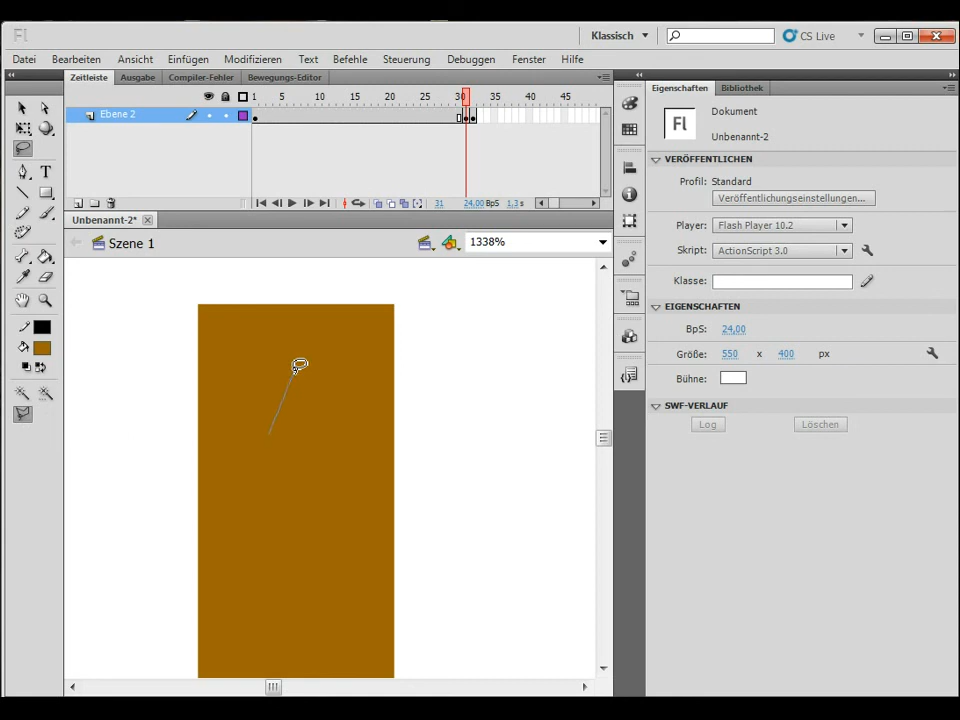 Fl
Klassisch
CS Live
Datei Bearbeiten Ansicht Einfügen Modifizieren Text Befehle Steuerung Debuggen Fenster Hilfe
Zeitleiste Ausgabe Compiler-Fehler Bewegungs-Editor
1 5 10 15 20 25 30 35 40 45
Ebene 2
31 24,00 BpS 1,3 s
Unbenannt-2*
Szene 1
1338%
T
Eigenschaften Bibliothek
Dokument
Fl
Unbenannt-2
VERÖFFENTLICHEN
Profil: Standard
Veröffentlichungseinstellungen...
Player: Flash Player 10.2
Skript: ActionScript 3.0
Klasse:
EIGENSCHAFTEN
BpS: 24,00
Größe: 550 x 400 px
Bühne:
SWF-VERLAUF
Log Löschen